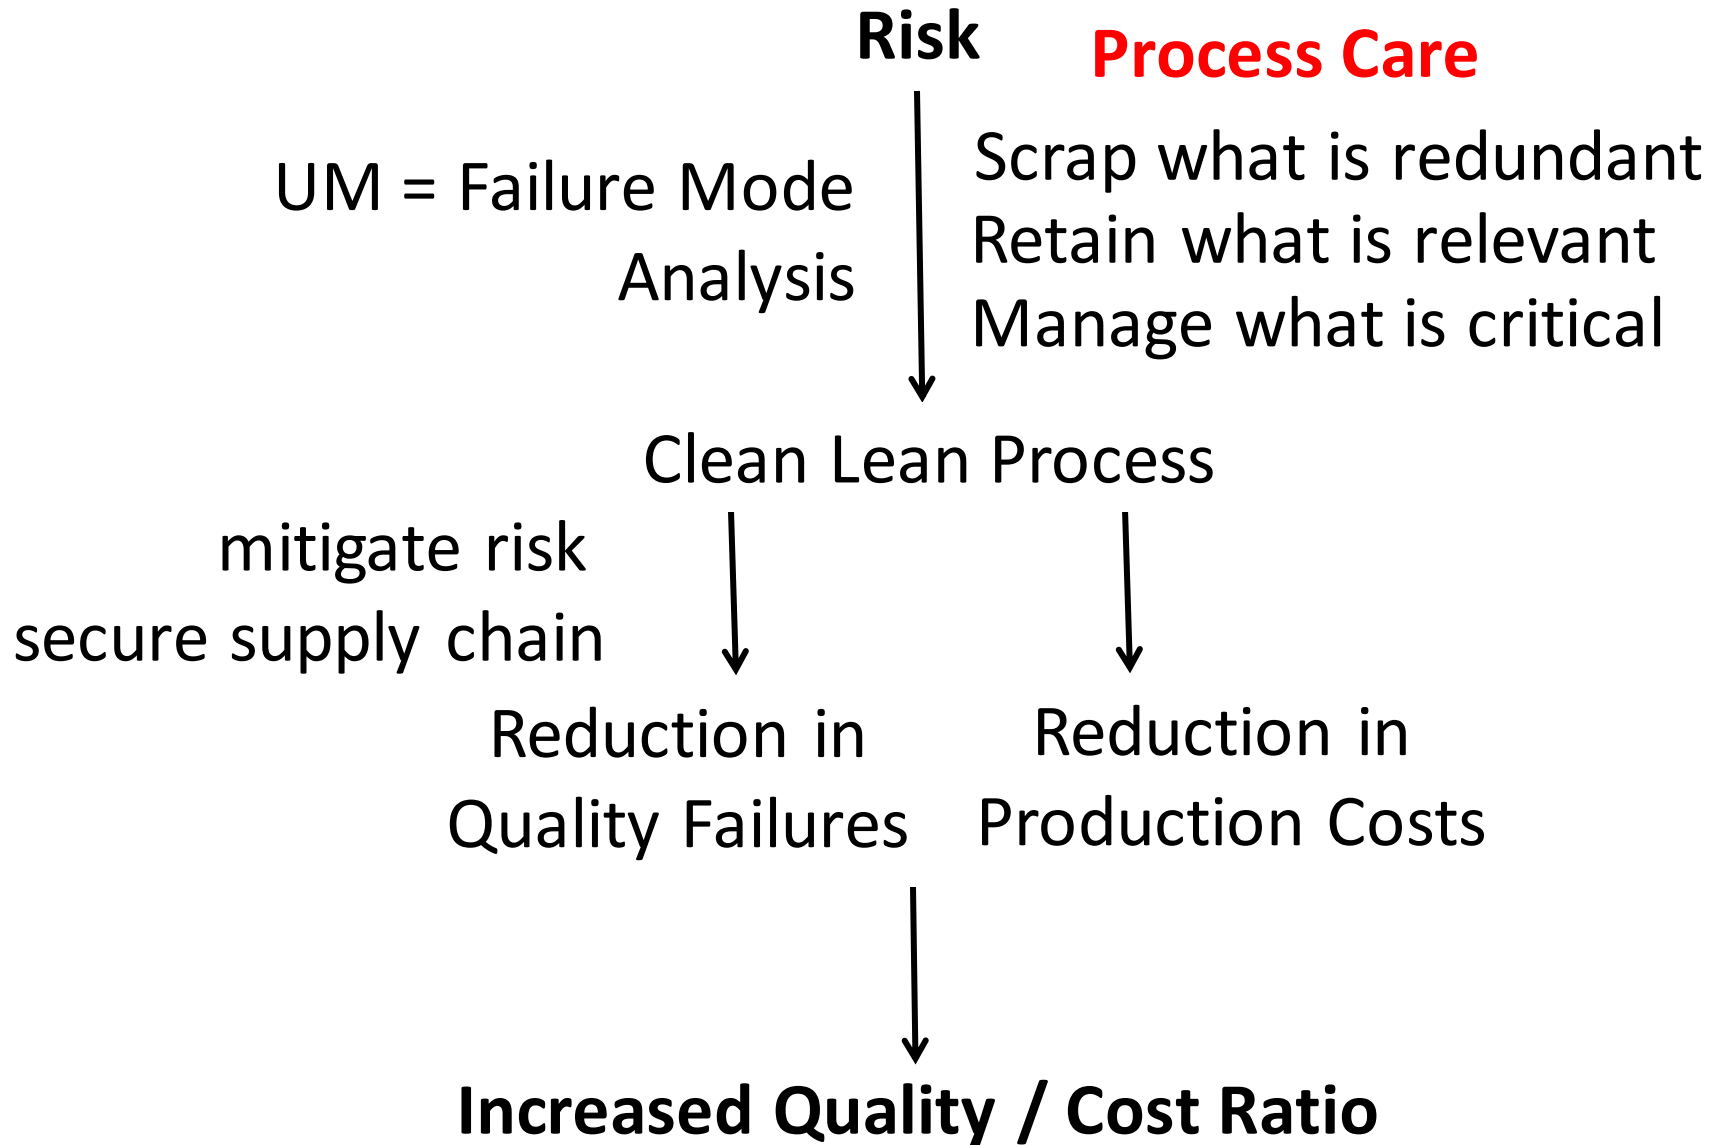 Risk
Process Care
UM = Failure Mode
Analysis
Scrap what is redundant
Retain what is relevant
Manage what is critical
Clean Lean Process
mitigate risk
secure supply chain
Reduction in
Quality Failures
Reduction in
Production Costs
Increased Quality / Cost Ratio